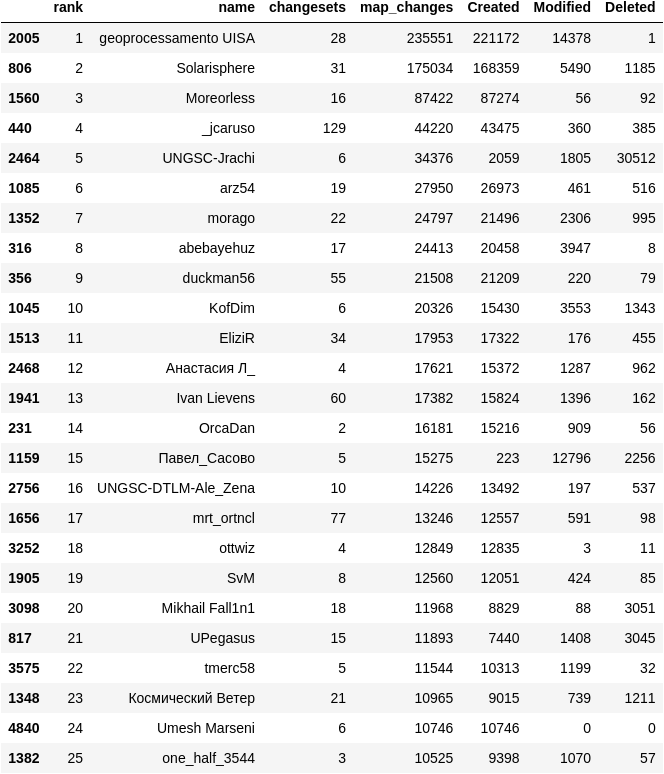 rank name changesets map_changes Created Modified Deleted
2005 1 geoprocessamento UISA 28 235551 221172 14378 1
806 2 Solarisphere 31 175034 168359 5490 1185
1560 3 Moreorless 16 87422 87274 56 92
440 4 _jcaruso 129 44220 43475 360 385
2464 5 UNGSC-Jrachi 6 34376 2059 1805 30512
1085 6 arz54 19 27950 26973 461 516
1352 7 morago 22 24797 21496 2306 995
316 8 abebayehuz 17 24413 20458 3947 8
356 9 duckman56 55 21508 21209 220 79
1045 10 KofDim 6 20326 15430 3553 1343
1513 11 EliziR 34 17953 17322 176 455
2468 12 Анастасия Л_ 4 17621 15372 1287 962
1941 13 Ivan Lievens 60 17382 15824 1396 162
231 14 OrcaDan 2 16181 15216 909 56
1159 15 Павел_Сасово 5 15275 223 12796 2256
2756 16 UNGSC-DTLM-Ale_Zena 10 14226 13492 197 537
1656 17 mrt_ortncl 77 13246 12557 591 98
3252 18 ottwiz 4 12849 12835 3 11
1905 19 SvM 8 12560 12051 424 85
3098 20 Mikhail Fall1n1 18 11968 8829 88 3051
817 21 UPegasus 15 11893 7440 1408 3045
3575 22 tmerc58 5 11544 10313 1199 32
1348 23 Космический Ветер 21 10965 9015 739 1211
4840 24 Umesh Marseni 6 10746 10746 0 0
1382 25 one_half_3544 3 10525 9398 1070 57